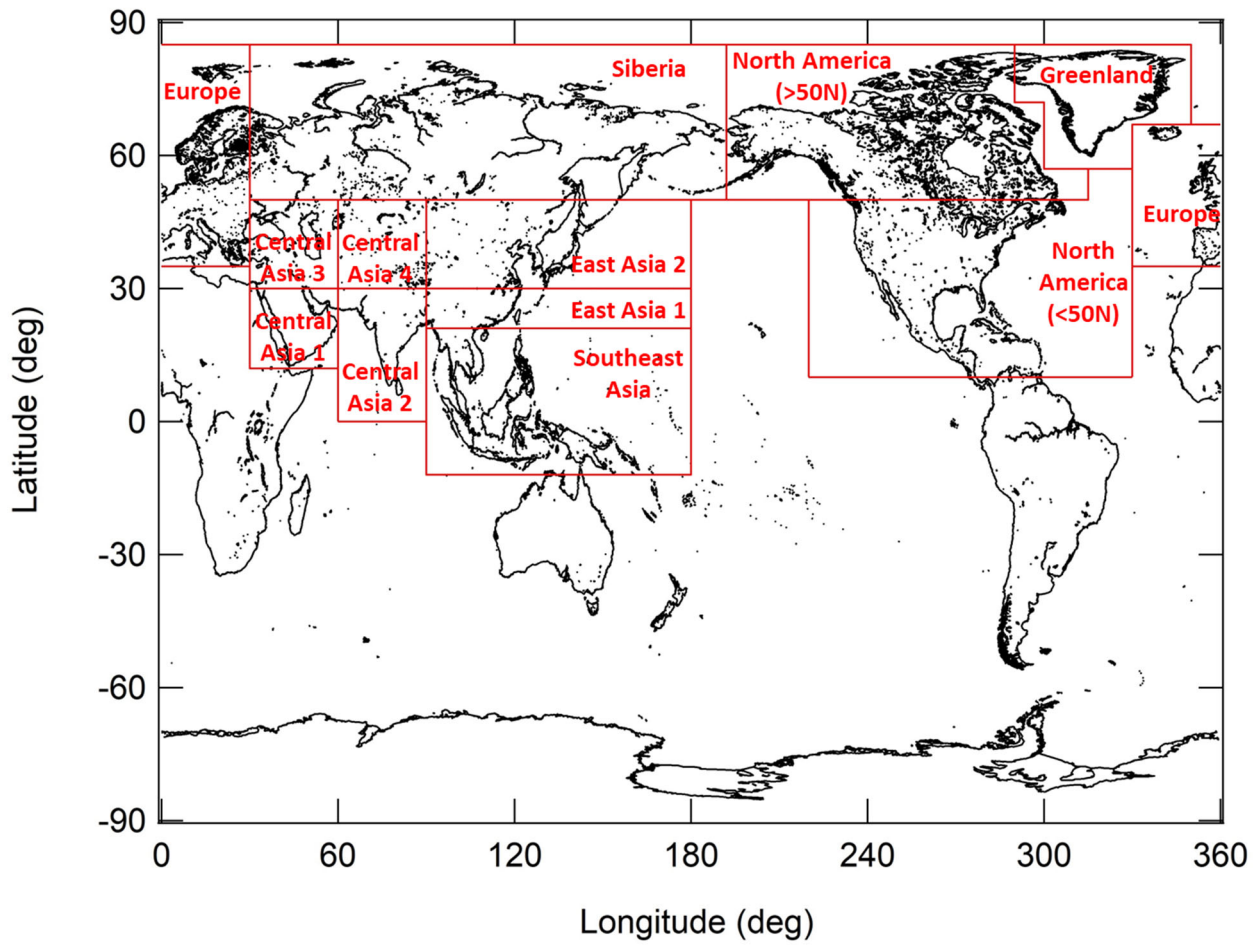 90
60
30
0
-30
-60
-90
Latitude (deg)
Europe
Siberia
North America
(>50N)
Greenland
Europe
Central
Asia 3
Central
Asia 4
East Asia 2
North
America
(<50N)
East Asia 1
Central
Asia 1
Central
Asia 2
Southeast
Asia
0
60
120
180
240
300
360
Longitude (deg)